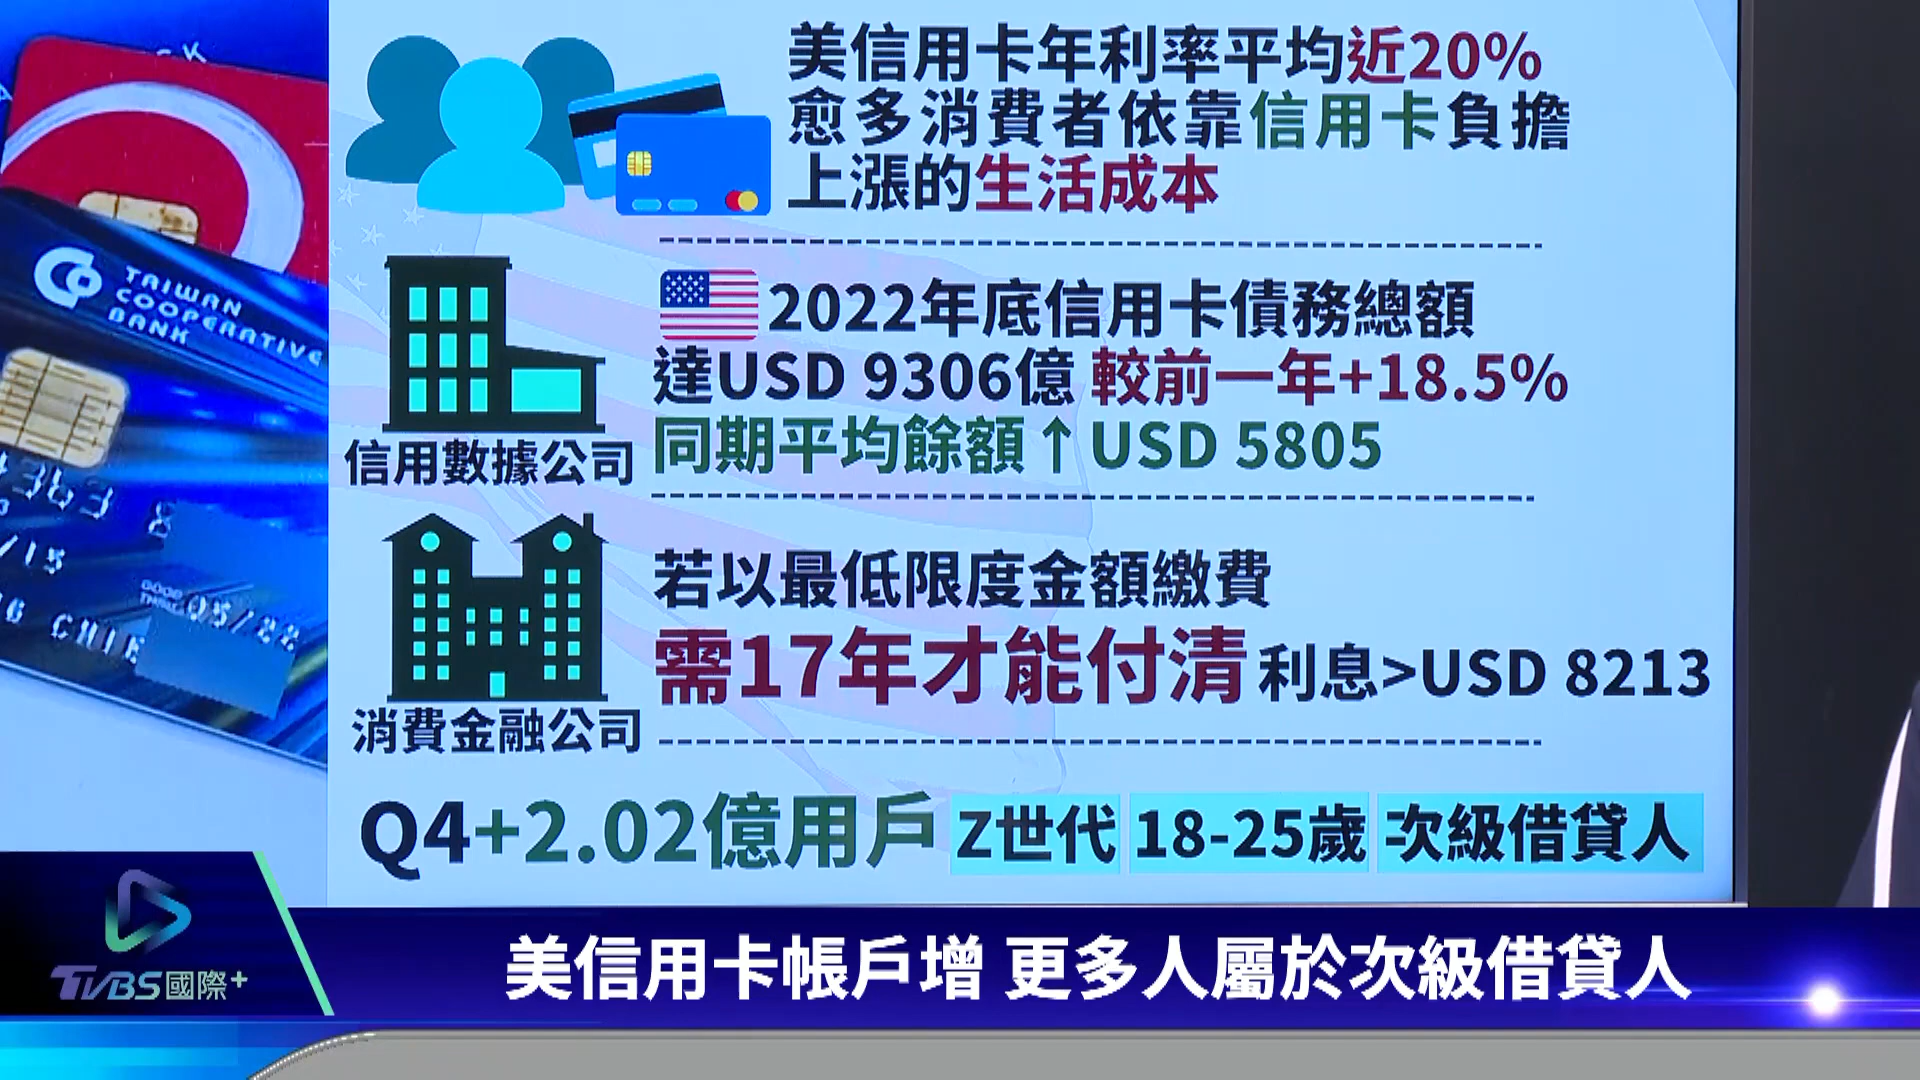 美信用卡年利率平均近20%
愈多消費者依靠信用卡負擔
上漲的生活成本
TAIWAN
COOPERATIVE
BANK
2022年底信用卡債務總額
達USD 9306億 較前一年+18.5%
同期平均餘額↑USD 5805
信用數據公司
若以最低限度金額繳費
需17年才能付清 利息>USD 8213
消費金融公司
/15
05/22
Q4+2.02億用戶 Z世代 18-25歲 次級借貸人
美信用卡帳戶增 更多人屬於次級借貸人
TVBS國際+